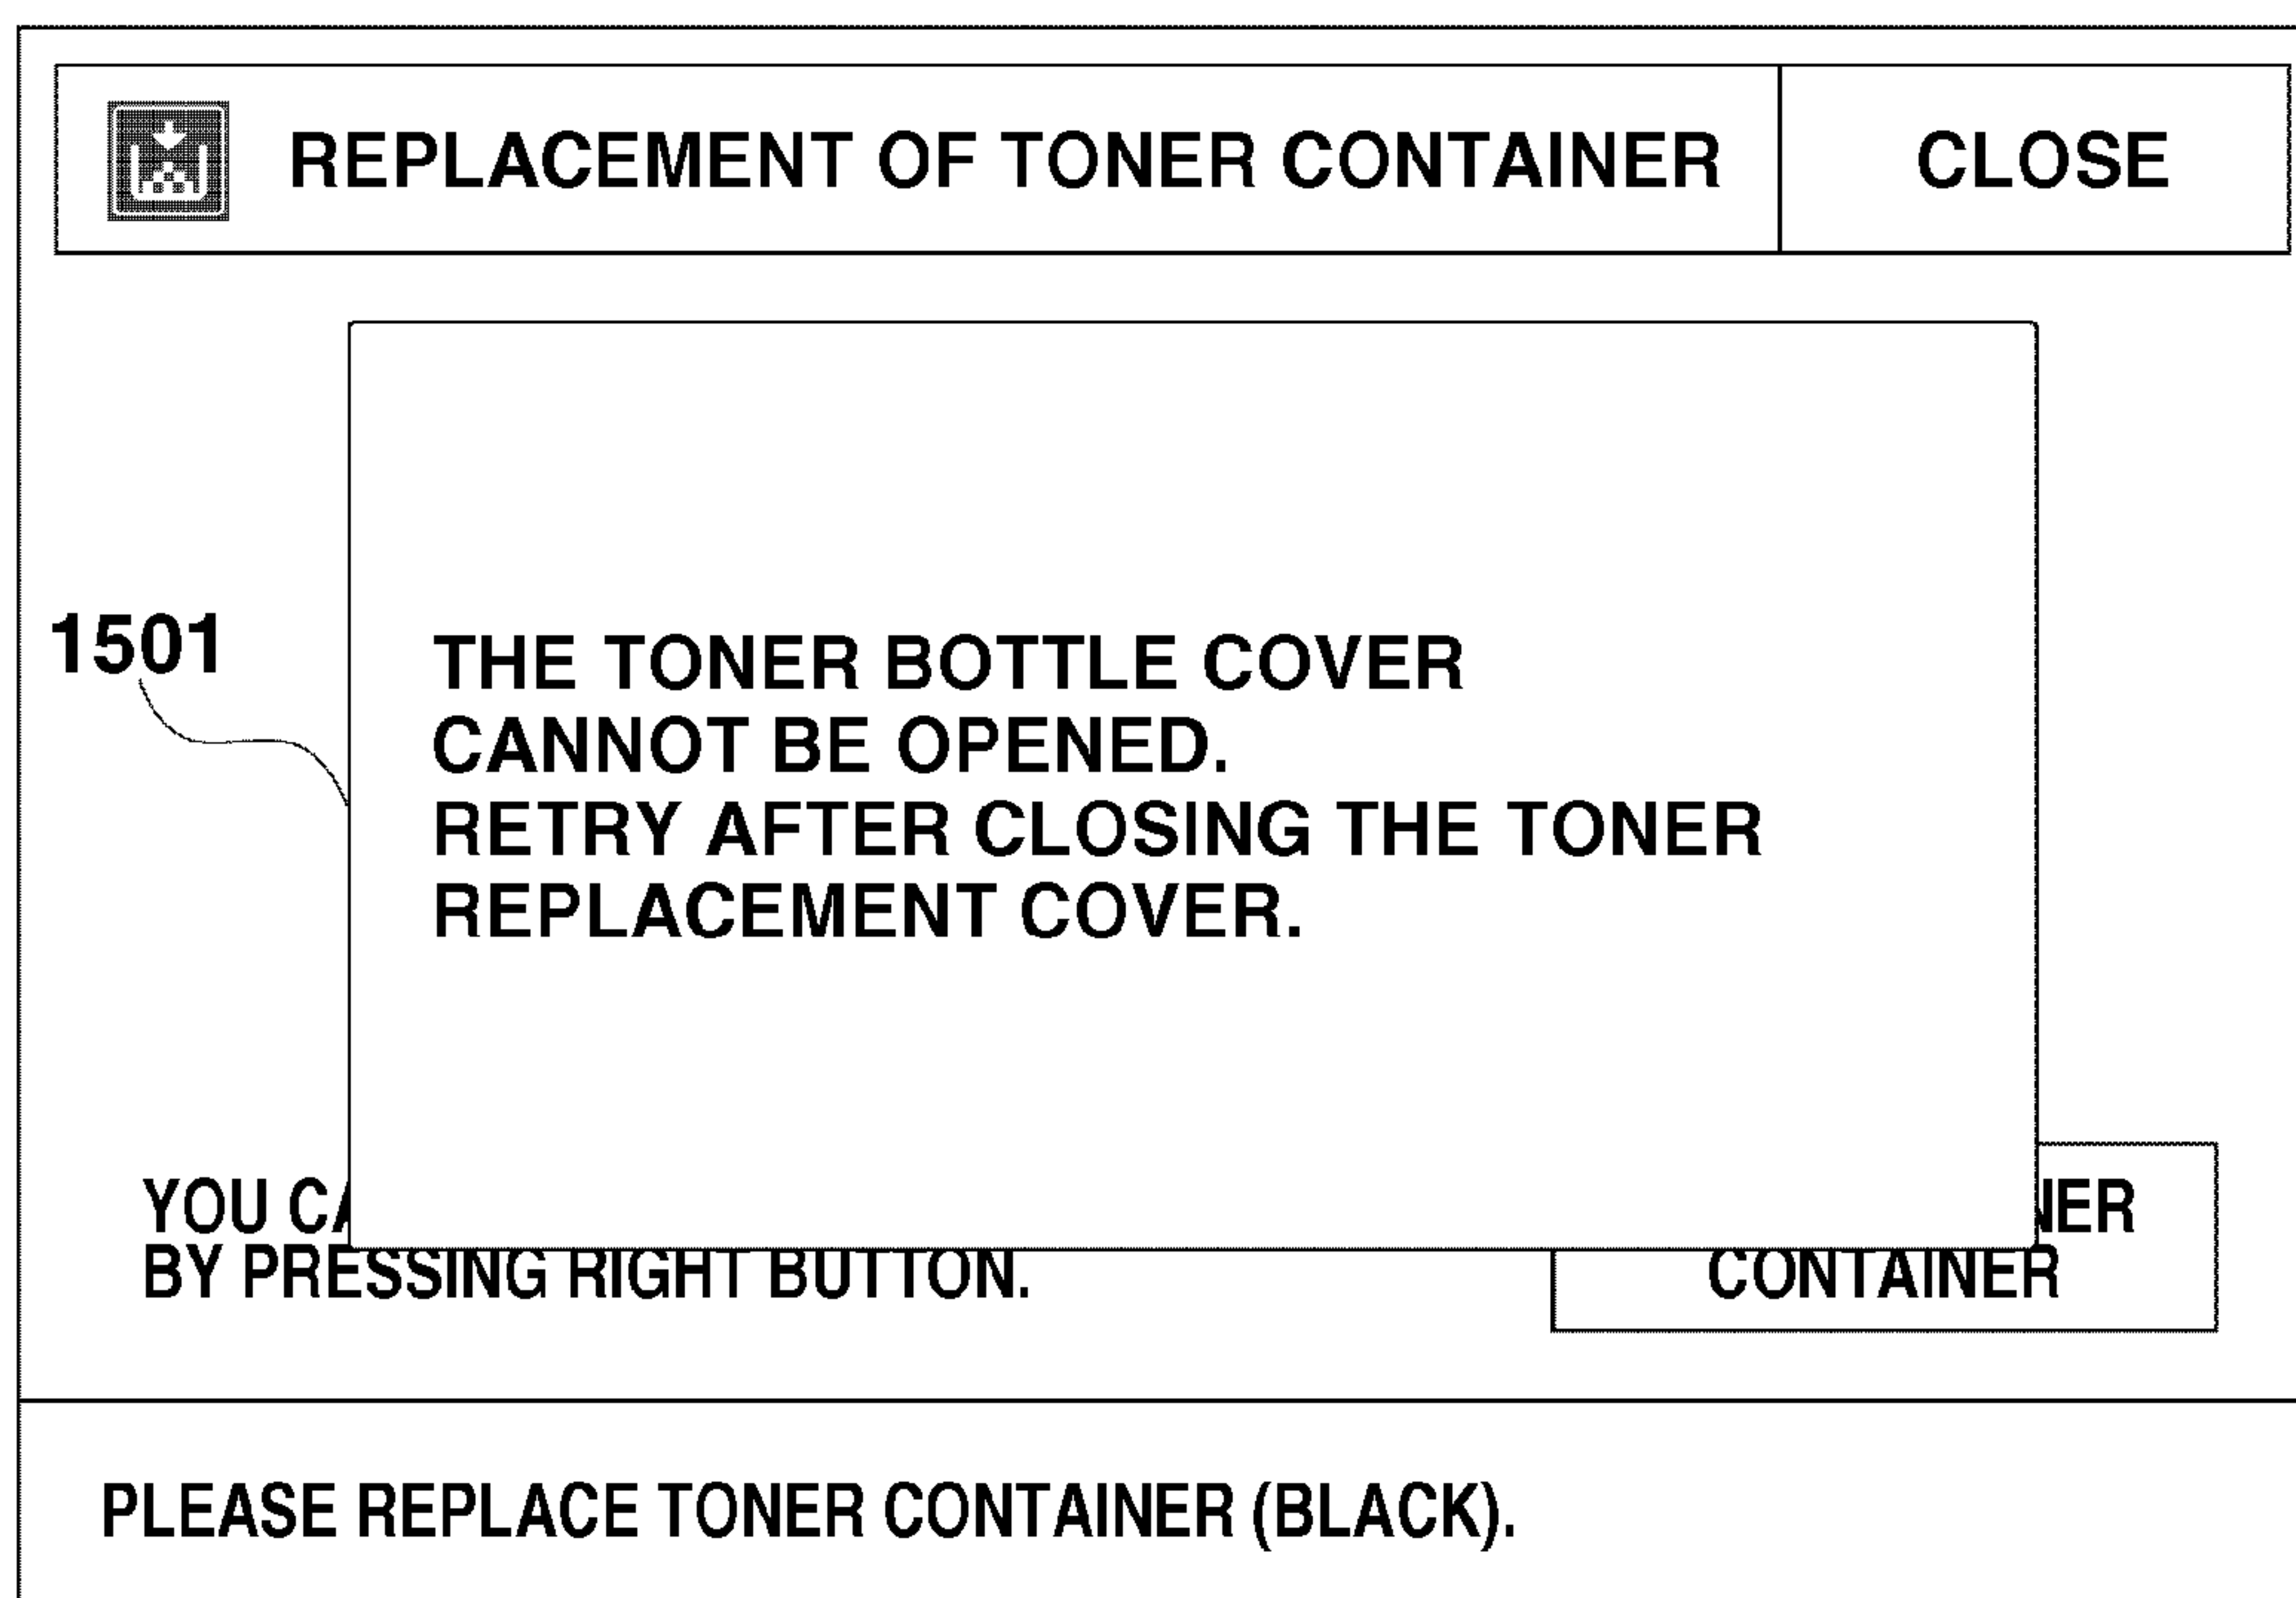 REPLACEMENT OF TONER CONTAINER
CLOSE
1501
THE TONER BOTTLE COVER
CANNOT BE OPENED.
RETRY AFTER CLOSING THE TONER
REPLACEMENT COVER.
YOU
BY PRESSING RIGHT BUTTON.
CONTAINER
PLEASE REPLACE TONER CONTAINER (BLACK).